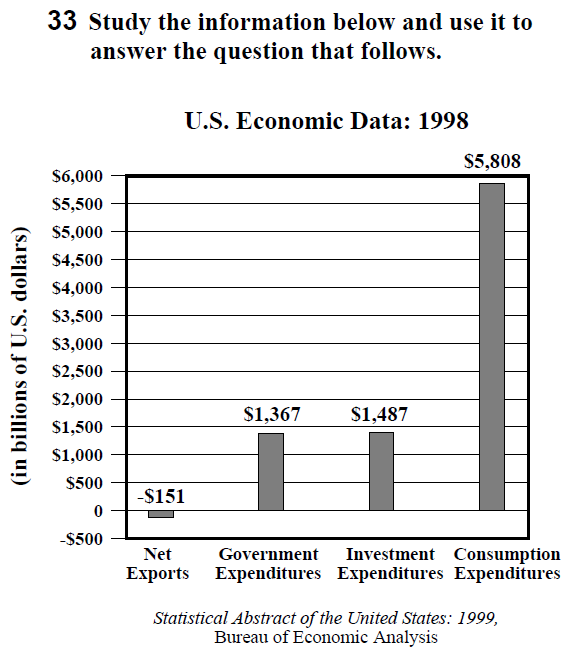 33 Study the information below and use it to
answer the question that follows.
U.S. Economic Data: 1998
$5,808
$6,000
$5,500
$5,000
$4,500
$4,000
$3,500
$3,000
$2,500
$2,000
$1,500
$1,000
$500
0
-$500
(in billions of U.S. dollars)
$1,367
$1,487
-$151
Net
Exports
Government
Expenditures
Investment
Expenditures
Consumption
Expenditures
Statistical Abstract of the United States: 1999,
Bureau of Economic Analysis